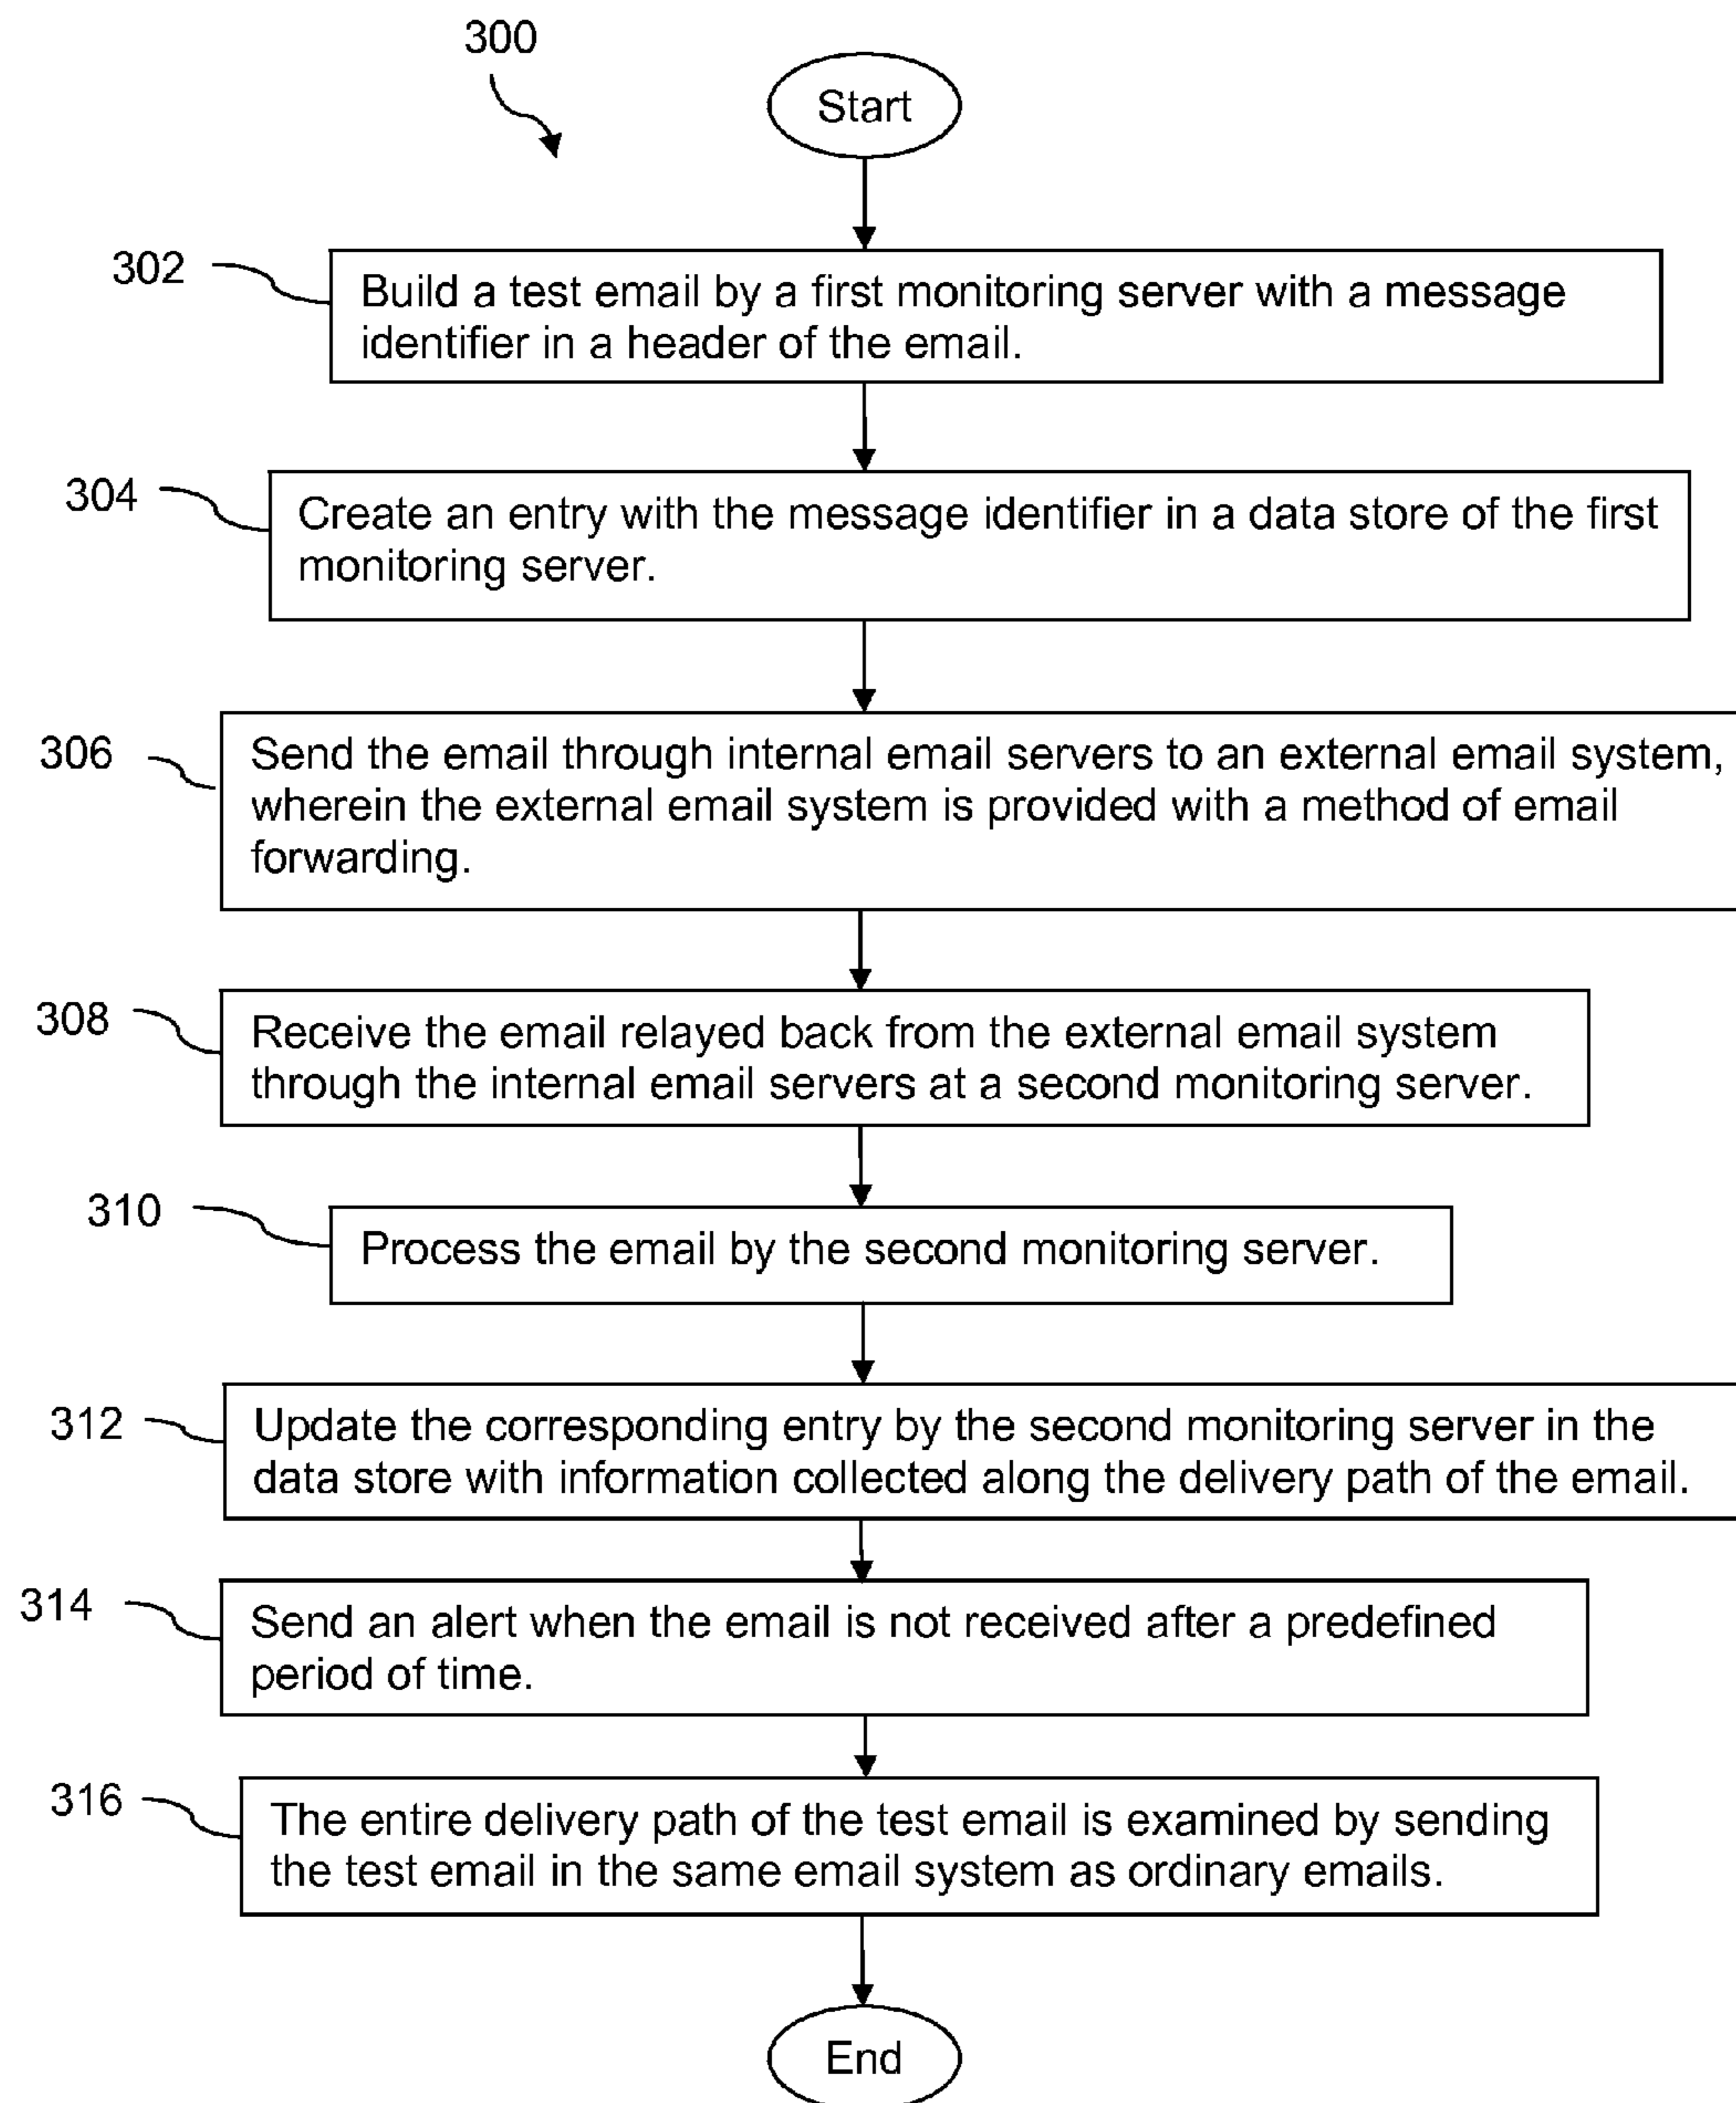 300
Start
302
Build a test email by a first monitoring server with a message
identifier in a header of the email.
304
Create an entry with the message identifier in a data store of the first
monitoring server.
306
Send the email through internal email servers to an external email system,
wherein the external email system is provided with a method of email
forwarding.
308
Receive the email relayed back from the external email system
through the internal email servers at a second monitoring server.
310
Process the email by the second monitoring server.
312
Update the corresponding entry by the second monitoring server in the
data store with information collected along the delivery path of the email.
314
Send an alert when the email is not received after a predefined
period of time.
316
The entire delivery path of the test email is examined by sending
the test email in the same email system as ordinary emails.
End